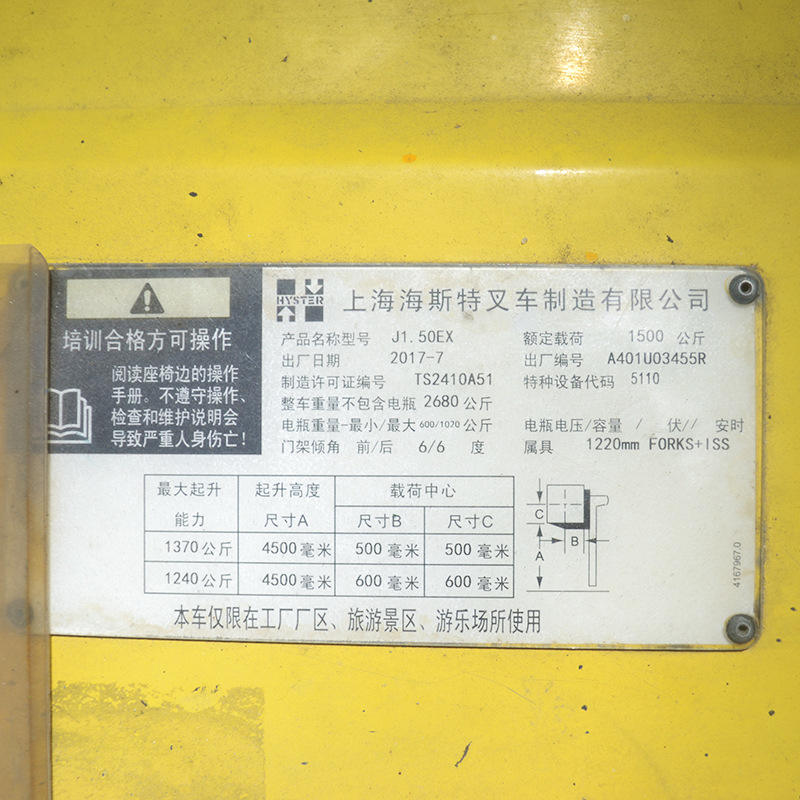 HYSTER
上海海斯特叉车制造有限公司
培训合格方可操作
阅读座椅边的操作
手册。不遵守操作、
检查和维护说明会
导致严重人身伤亡！
产品名称型号 J1.50EX 额定载荷 1500 公斤
出厂日期 2017-7 出厂编号 A401U03455R
制造许可证编号 TS2410A51 特种设备代码 5110
整车重量不包含电瓶 2680 公斤
电瓶重量-最小/最大 600/1020 公斤 电瓶电压/容量 / 伏// 安时
门架倾角 前/后 6/6 度 属具 1220mm FORKS+ISS
最大起升 起升高度 载荷中心
能力 尺寸A 尺寸B 尺寸C
1370公斤 4500毫米 500毫米 500毫米
1240公斤 4500毫米 600毫米 600毫米
C
B
A
4167967.0
本车仅限在工厂厂区、旅游景区、游乐场所使用